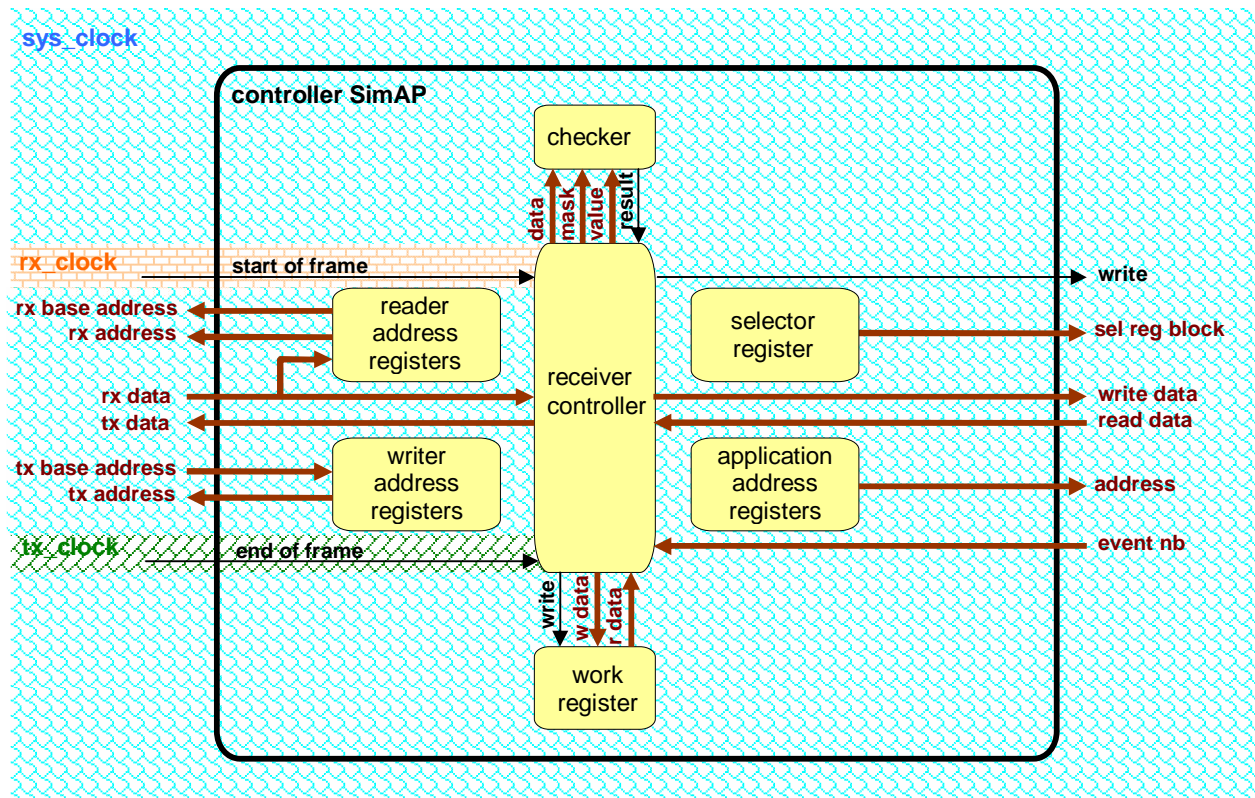 sys_clock
controller SimAP
checker
data
mask
value
result
rx_clock
start of frame
write
rx base address
rx address
reader
address
registers
selector
register
sel reg block
rx data
tx data
receiver
controller
write data
read data
tx base address
tx address
writer
address
registers
application
address
registers
address
tx_clock
end of frame
event nb
write
w data
r data
work
register